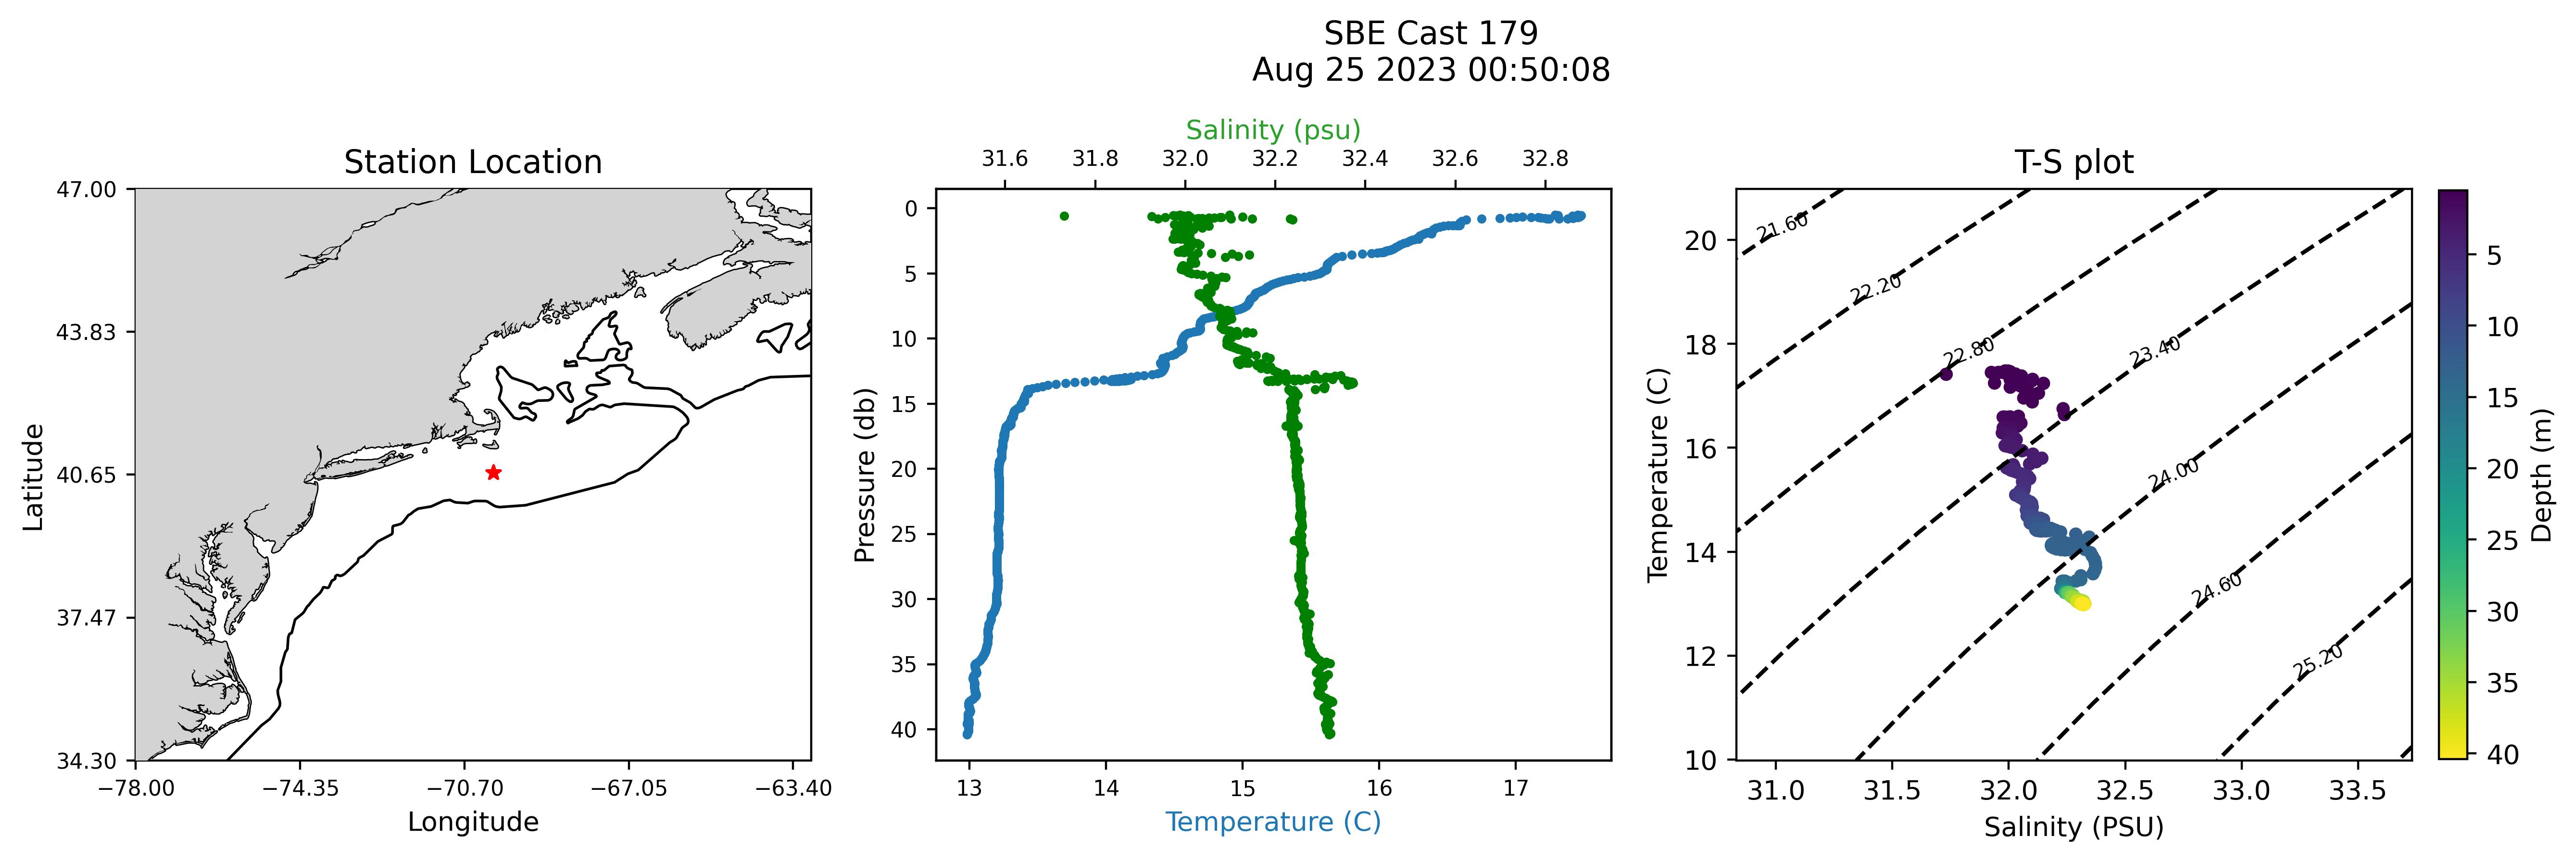 SBE Cast 179
Aug 25 2023 00:50:08
Station Location
47.00
43.83
40.65
37.47
34.30
−78.00 −74.35 −70.70 −67.05 −63.40
Latitude
Longitude
Salinity (psu)
31.6 31.8 32.0 32.2 32.4 32.6 32.8
0
5
10
15
20
25
30
35
40
Pressure (db)
13 14 15 16 17
Temperature (C)
T-S plot
20
18
16
14
12
10
Temperature (C)
21.60
22.20
22.80
23.40
24.00
24.60
25.20
31.0 31.5 32.0 32.5 33.0 33.5
Salinity (PSU)
5
10
15
20
25
30
35
40
Depth (m)